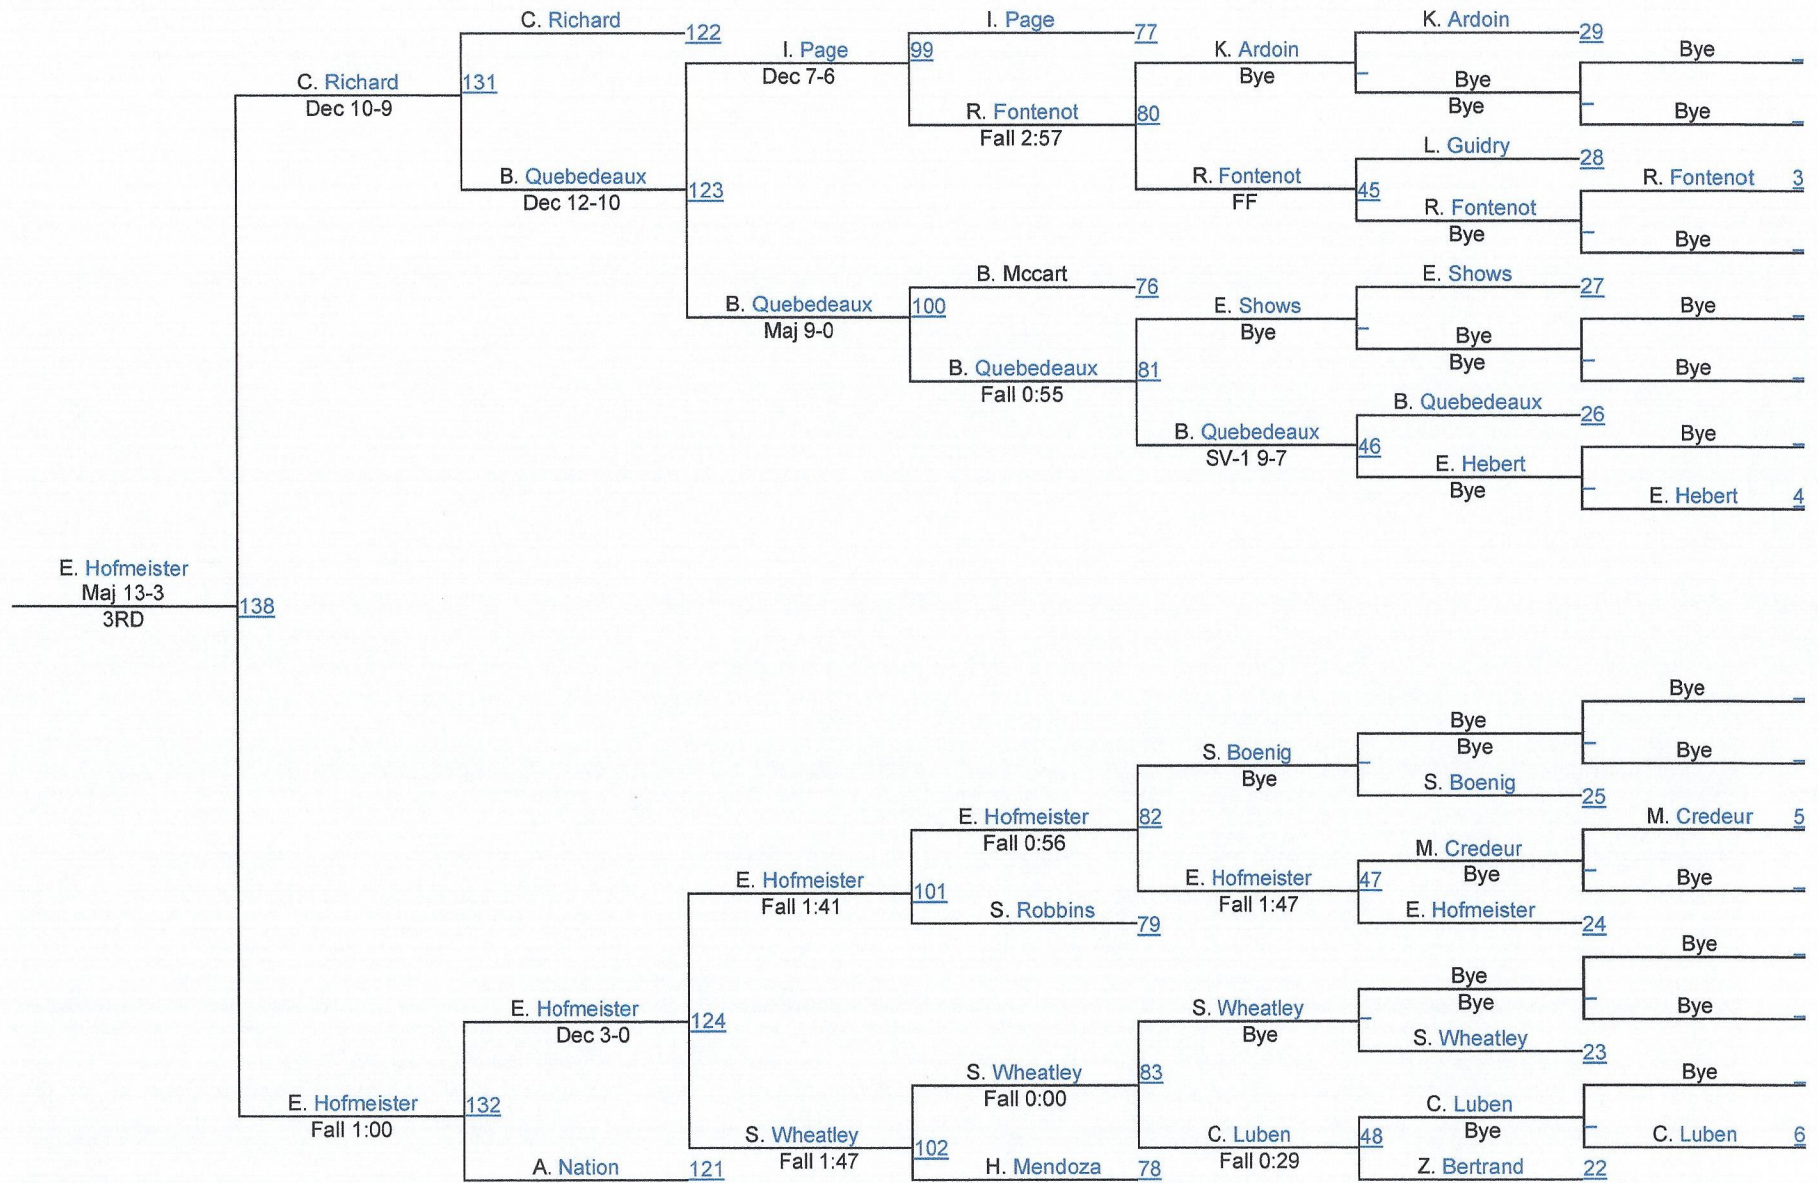 C. Richard
122
I. Page
77
K. Ardoin
29
Bye
C. Richard
Dec 10-9
131
I. Page
Dec 7-6
99
K. Ardoin
Bye
Bye
Bye
Bye
R. Fontenot
Fall 2:57
80
L. Guidry
28
R. Fontenot
3
B. Quebedeaux
Dec 12-10
123
R. Fontenot
FF
45
R. Fontenot
Bye
Bye
B. Mccart
76
E. Shows
27
Bye
B. Quebedeaux
Maj 9-0
100
E. Shows
Bye
Bye
Bye
Bye
B. Quebedeaux
Fall 0:55
81
B. Quebedeaux
26
Bye
B. Quebedeaux
SV-1 9-7
46
E. Hebert
Bye
E. Hebert
4
E. Hofmeister
Maj 13-3
3RD
138
Bye
Bye
Bye
Bye
S. Boenig
Bye
S. Boenig
25
E. Hofmeister
Fall 0:56
82
M. Credeur
5
M. Credeur
Bye
Bye
E. Hofmeister
Fall 1:41
101
E. Hofmeister
Fall 1:47
47
S. Robbins
79
E. Hofmeister
24
Bye
Bye
Bye
Bye
E. Hofmeister
Dec 3-0
124
S. Wheatley
Bye
S. Wheatley
23
S. Wheatley
Fall 0:00
83
Bye
E. Hofmeister
Fall 1:00
132
C. Luben
Bye
S. Wheatley
Fall 1:47
102
C. Luben
Fall 0:29
48
C. Luben
6
A. Nation
121
H. Mendoza
78
Z. Bertrand
22